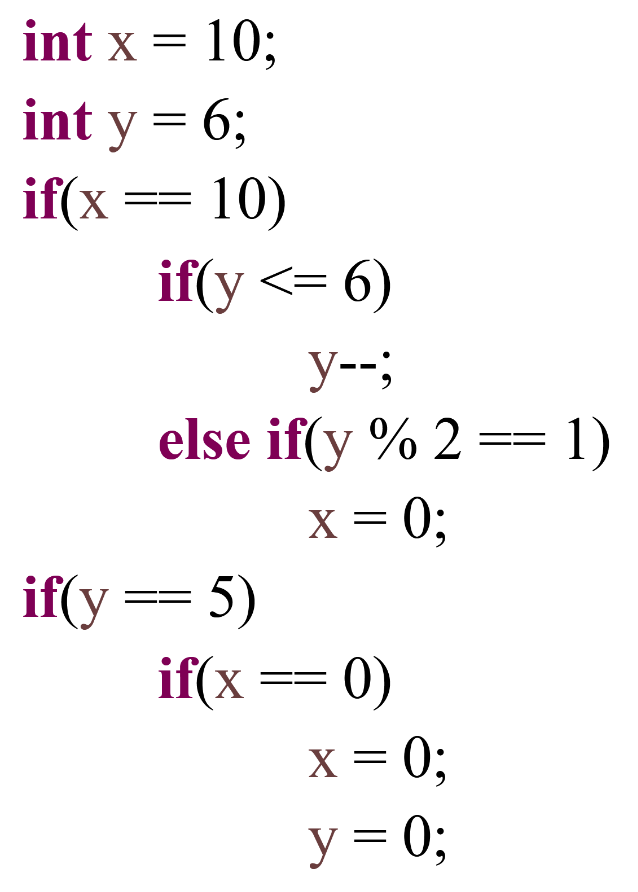 int x = 10;
int y = 6;
if(x == 10)
if(y <= 6)
y--;
else if(y % 2 == 1)
x = 0;
if(y == 5)
if(x == 0)
x = 0;
y = 0;